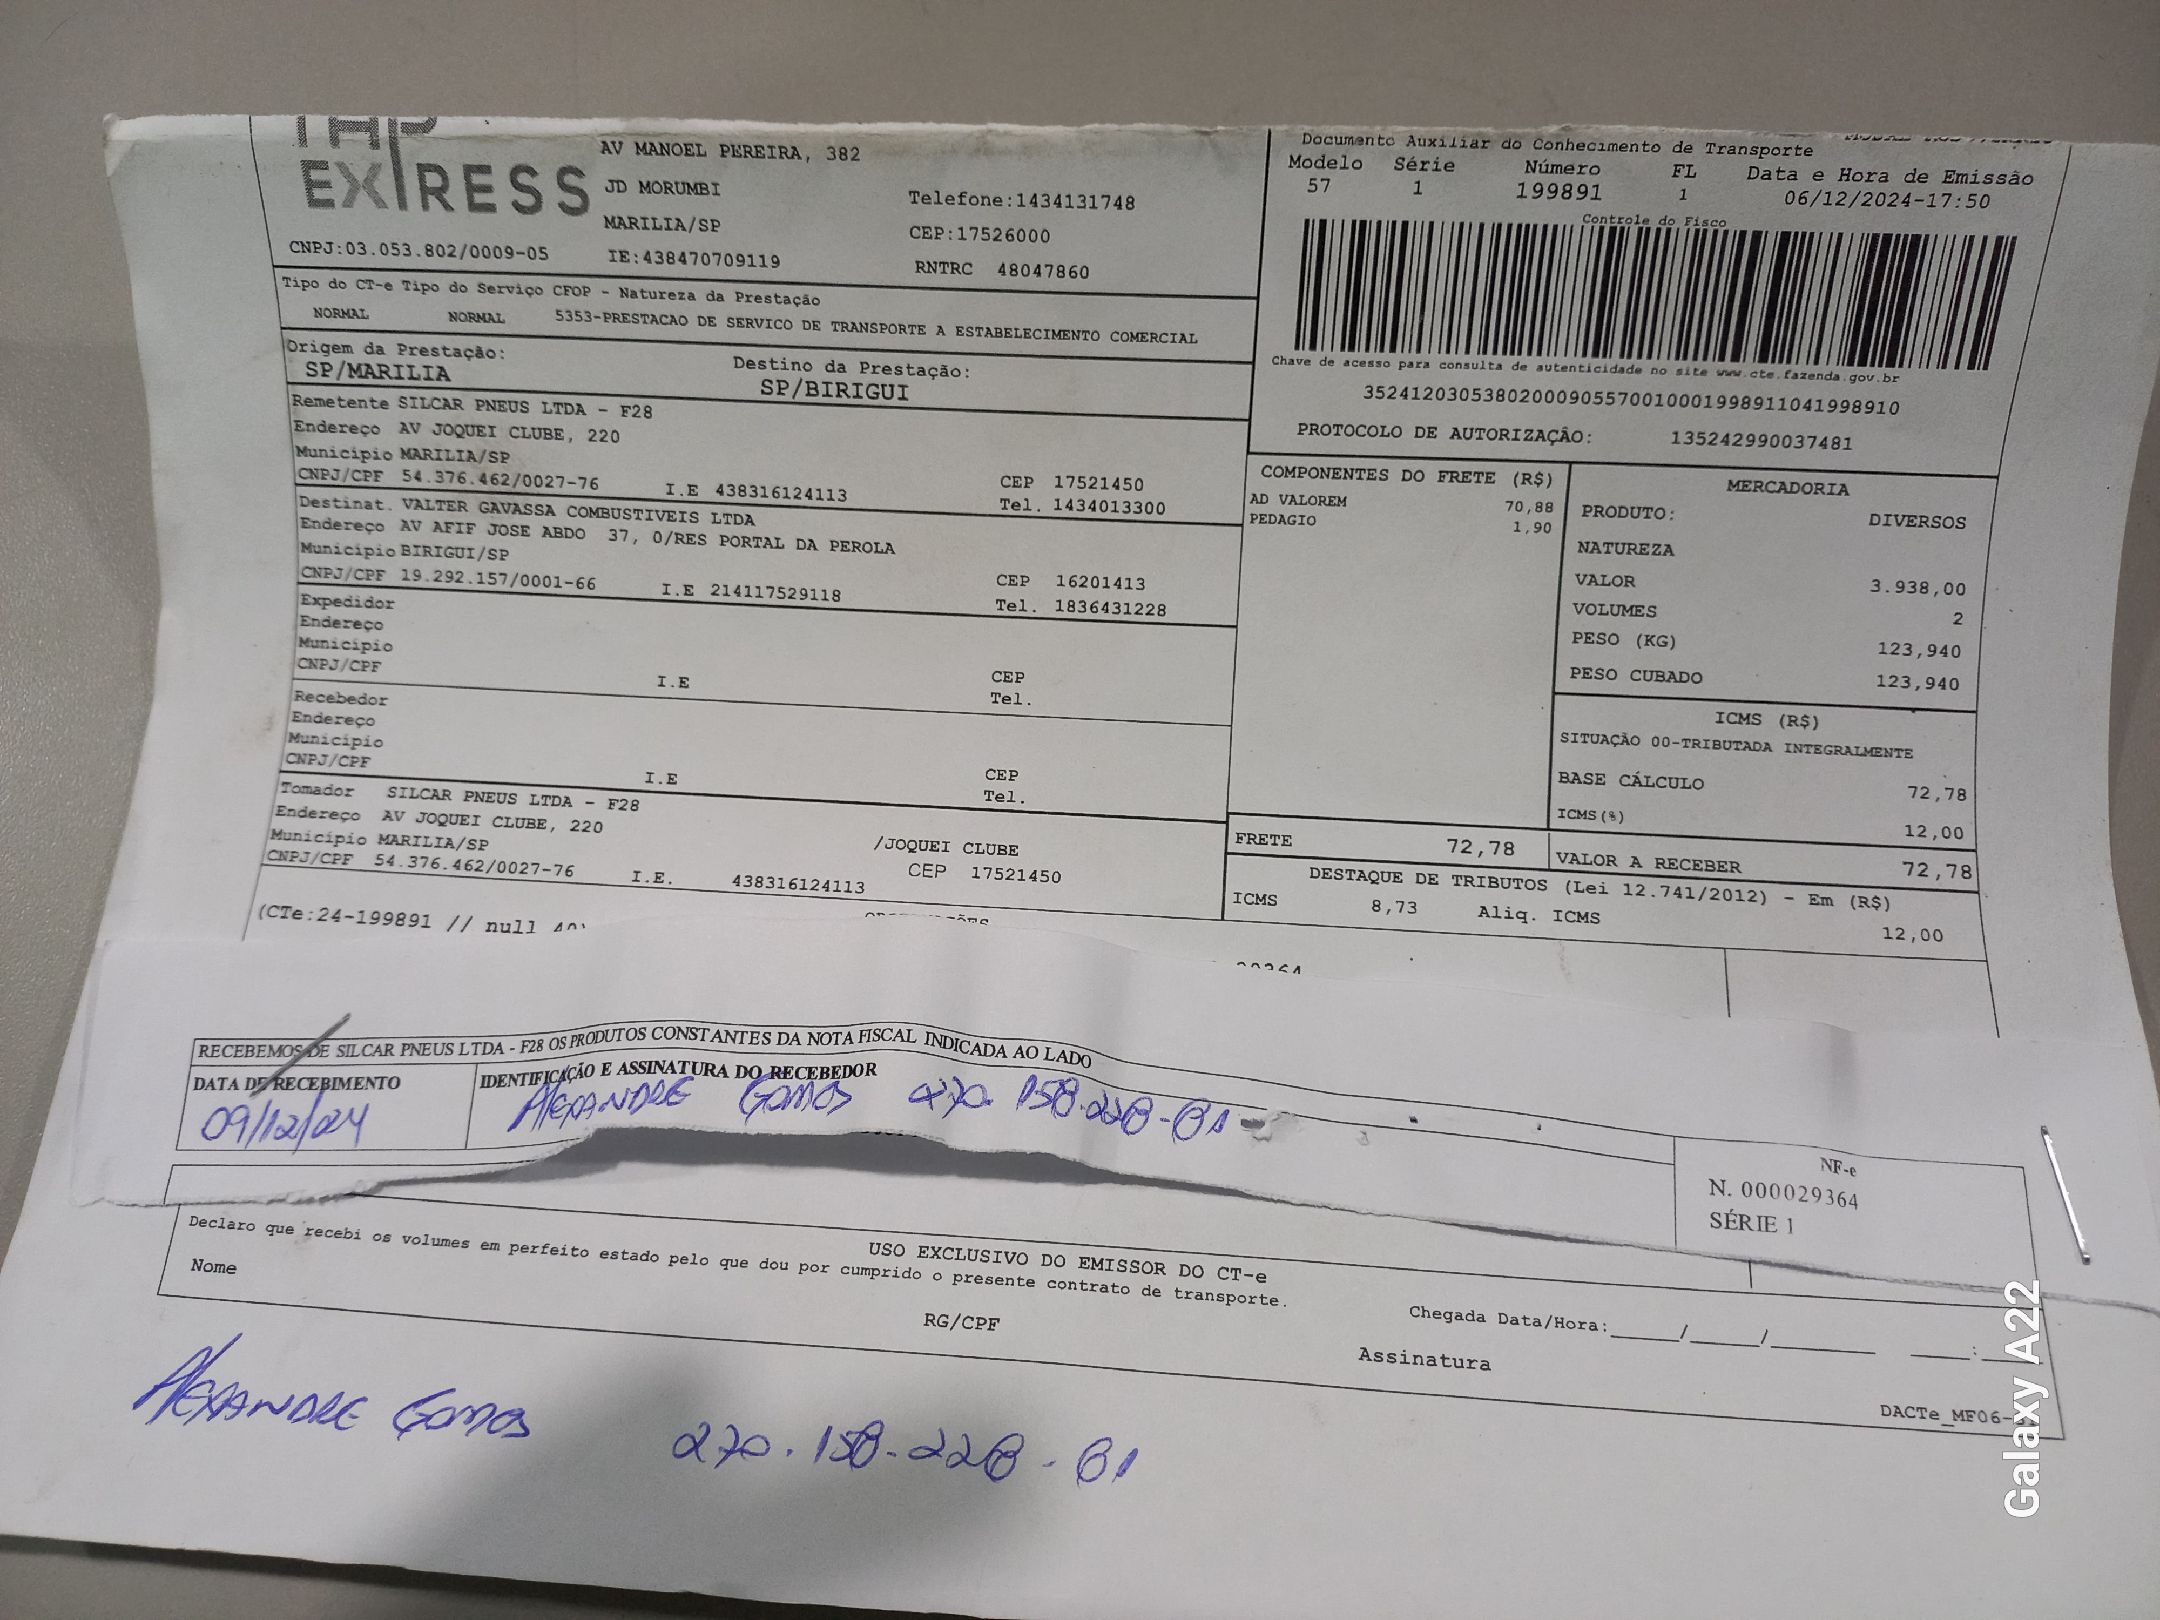 TAP
EXPRESS
AV MANOEL PEREIRA, 382
JD MORUMBI
MARILIA/SP
Telefone:1434131748
CEP:17526000
CNPJ:03.053.802/0009-05
IE:438470709119
RNTRC 48047860
Documento Auxiliar do Conhecimento de Transporte
Modelo Série Número FL Data e Hora de Emissão
57 1 199891 1 06/12/2024-17:50
Controle do Fisco
Chave de acesso para consulta de autenticidade no site www.cte.fazenda.gov.br
35241203053802000905570010001998911041998910
PROTOCOLO DE AUTORIZAÇÃO: 135242990037481
Tipo do CT-e Tipo do Serviço CFOP - Natureza da Prestação
NORMAL NORMAL 5353-PRESTACAO DE SERVICO DE TRANSPORTE A ESTABELECIMENTO COMERCIAL
Origem da Prestação: Destino da Prestação:
SP/MARILIA SP/BIRIGUI
Remetente SILCAR PNEUS LTDA - F28
Endereço AV JOQUEI CLUBE, 220
Município MARILIA/SP CEP 17521450
CNPJ/CPF 54.376.462/0027-76 I.E 438316124113 Tel. 1434013300
Destinat. VALTER GAVASSA COMBUSTIVEIS LTDA
Endereço AV AFIF JOSE ABDO 37, 0/RES PORTAL DA PEROLA
Município BIRIGUI/SP CEP 16201413
CNPJ/CPF 19.292.157/0001-66 I.E 214117529118 Tel. 1836431228
Expedidor
Endereço
Município CEP
CNPJ/CPF I.E Tel.
Recebedor
Endereço
Município CEP
CNPJ/CPF I.E Tel.
Tomador SILCAR PNEUS LTDA - F28
Endereço AV JOQUEI CLUBE, 220 /JOQUEI CLUBE
Município MARILIA/SP CEP 17521450
CNPJ/CPF 54.376.462/0027-76 I.E. 438316124113
COMPONENTES DO FRETE (R$)
AD VALOREM 70,88
PEDAGIO 1,90
MERCADORIA
PRODUTO: DIVERSOS
NATUREZA
VALOR 3.938,00
VOLUMES 2
PESO (KG) 123,940
PESO CUBADO 123,940
ICMS (R$)
SITUAÇÃO 00-TRIBUTADA INTEGRALMENTE
BASE CÁLCULO 72,78
ICMS(%) 12,00
FRETE 72,78 VALOR A RECEBER 72,78
DESTAQUE DE TRIBUTOS (Lei 12.741/2012) - Em (R$)
ICMS 8,73 Aliq. ICMS 12,00
(CTe:24-199891 // null
RECEBEMOS DE SILCAR PNEUS LTDA - F28 OS PRODUTOS CONSTANTES DA NOTA FISCAL INDICADA AO LADO
DATA DE RECEBIMENTO IDENTIFICAÇÃO E ASSINATURA DO RECEBEDOR
09/12/24 ALEXANDRE GOMES 270.158.228-81
NF-e
N. 000029364
SÉRIE 1
USO EXCLUSIVO DO EMISSOR DO CT-e
Declaro que recebi os volumes em perfeito estado pelo que dou por cumprido o presente contrato de transporte.
Nome RG/CPF Chegada Data/Hora:_____/_____/_________ _____:_____
Assinatura
DACTe_MF06-
ALEXANDRE GOMES 270.158.228-81
Galaxy A22